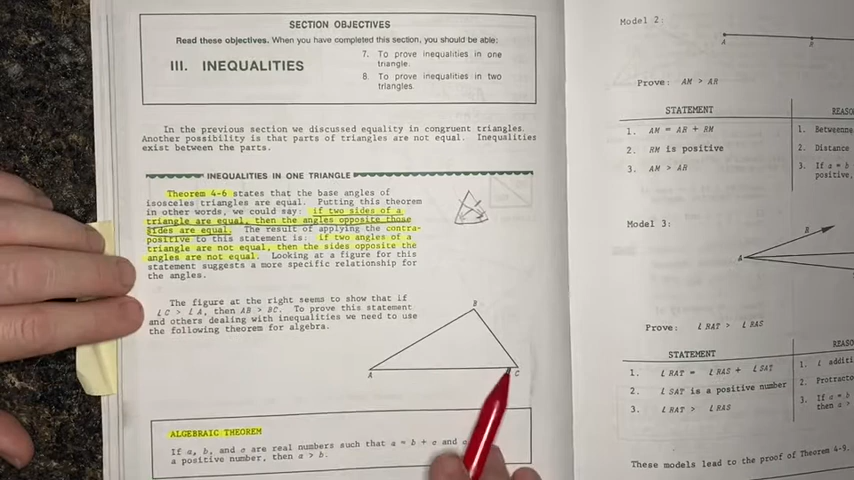 SECTION OBJECTIVES
Read these objectives. When you have completed this section, you should be able:
III. INEQUALITIES
7. To prove inequalities in one
triangle.
8. To prove inequalities in two
triangles.
In the previous section we discussed equality in congruent triangles.
Another possibility is that parts of triangles are not equal. Inequalities
exist between the parts.
INEQUALITIES IN ONE TRIANGLE
Theorem 4-6 states that the base angles of
isosceles triangles are equal. Putting this theorem
in other words, we could say: if two sides of a
triangle are equal, then the angles opposite those
sides are equal. The result of applying the contra-
positive to this statement is: if two angles of a
triangle are not equal, then the sides opposite the
angles are not equal. Looking at a figure for this
statement suggests a more specific relationship for
the angles.
The figure at the right seems to show that if
∠C > ∠A, then AB > BC. To prove this statement
and others dealing with inequalities we need to use
the following theorem for algebra.
B
A
C
ALGEBRAIC THEOREM
If a, b, and c are real numbers such that a = b + c and
a positive number, then a > b.
Model 2:
A
Prove: AM > AR
STATEMENT
REASO
1. AM = AR + RM
1. Betweenne
2. RM is positive
2. Distance
3. AM > AR
3. If a = b
positive,
Model 3:
R
A
Prove: ∠RAT > ∠RAS
STATEMENT
REASO
1. ∠RAT = ∠RAS + ∠SAT
1. ∠ additi
2. ∠SAT is a positive number
2. Protracto
3. ∠RAT > ∠RAS
3. If a =
then a >
These models lead to the proof of Theorem 4-9.